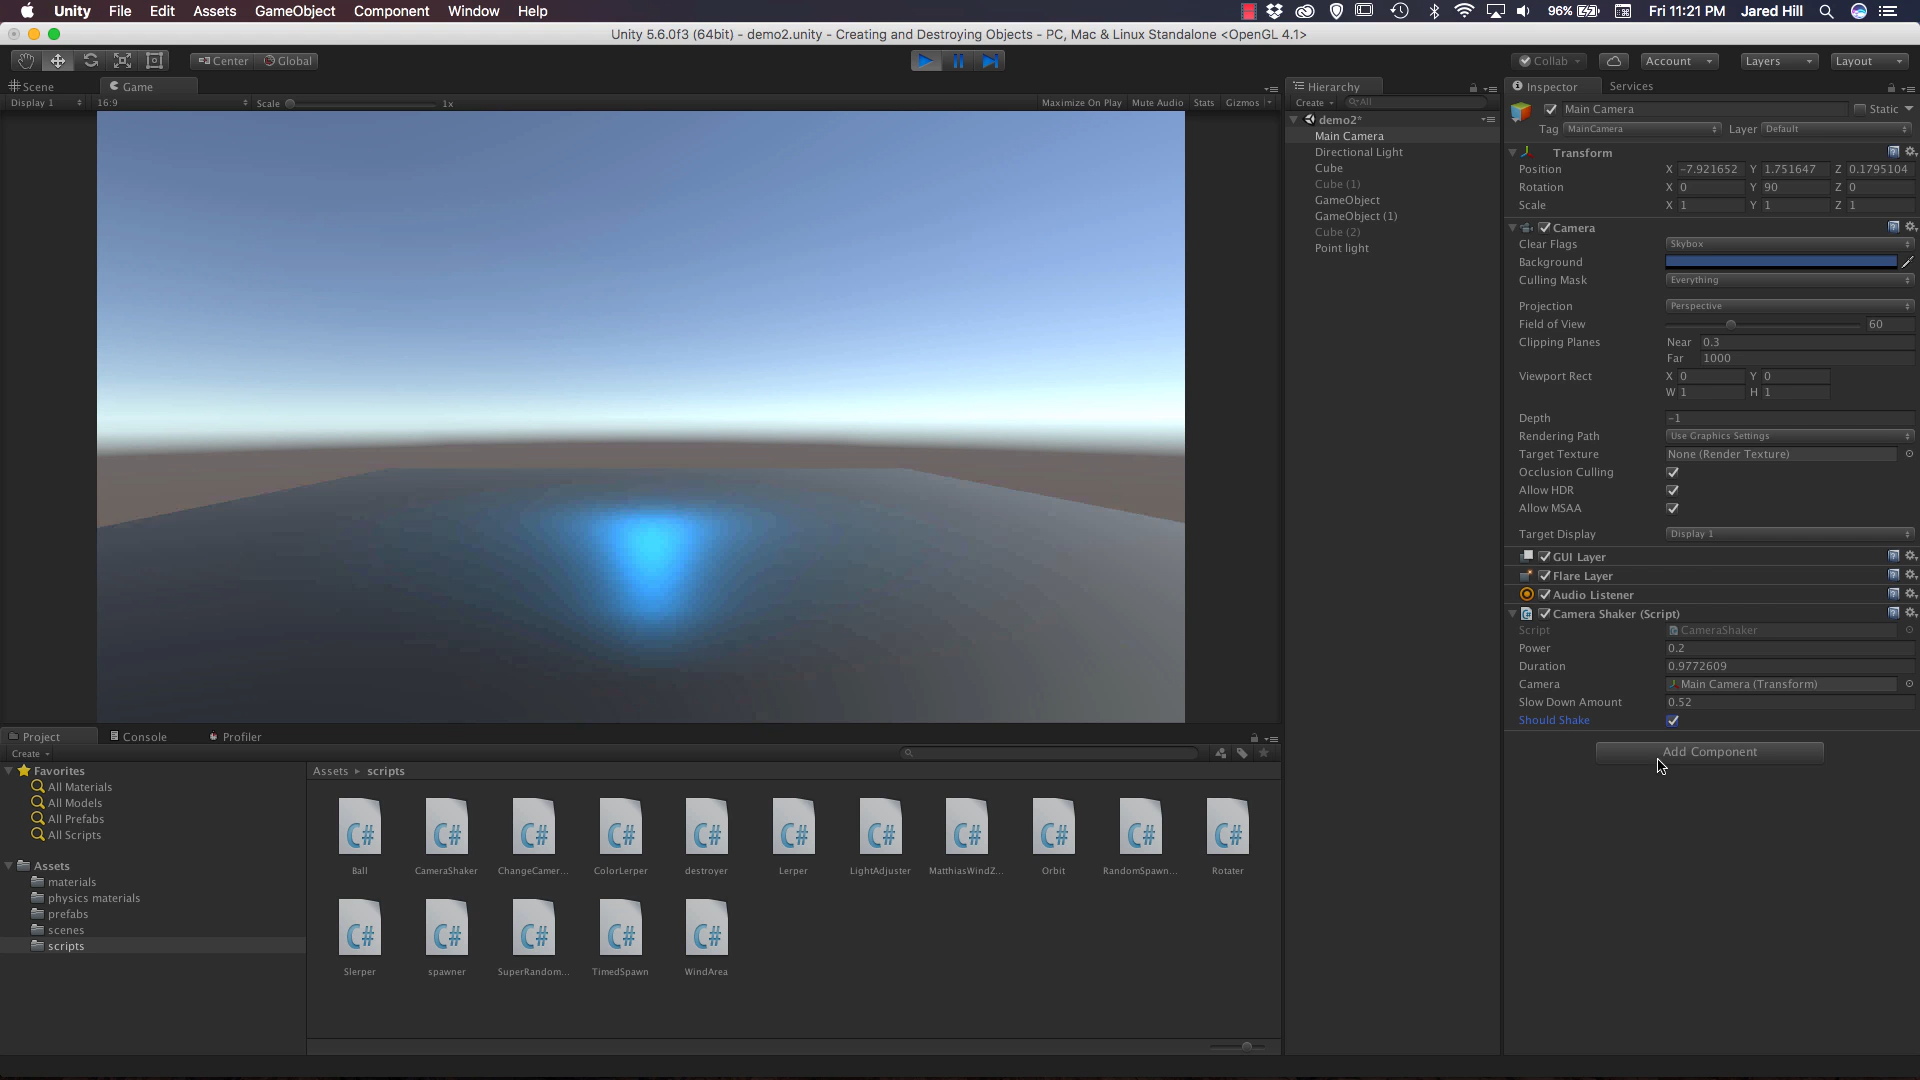 Unity File Edit Assets GameObject Component Window Help 96% Fri 11:21 PM Jared Hill
Unity 5.6.0f3 (64bit) - demo2.unity - Creating and Destroying Objects - PC, Mac & Linux Standalone <OpenGL 4.1>
Center Global Collab Account Layers Layout
Scene Game
Display 1 16:9 Scale 1x Maximize On Play Mute Audio Stats Gizmos
Hierarchy
Create All
demo2*
Main Camera
Directional Light
Cube
Cube (1)
GameObject
GameObject (1)
Cube (2)
Point light
Inspector Services
Main Camera Static
Tag MainCamera Layer Default
Transform
Position X -7.921652 Y 1.751647 Z 0.1795104
Rotation X 0 Y 90 Z 0
Scale X 1 Y 1 Z 1
Camera
Clear Flags Skybox
Background
Culling Mask Everything
Projection Perspective
Field of View 60
Clipping Planes Near 0.3
Far 1000
Viewport Rect X 0 Y 0
W 1 H 1
Depth -1
Rendering Path Use Graphics Settings
Target Texture None (Render Texture)
Occlusion Culling
Allow HDR
Allow MSAA
Target Display Display 1
GUI Layer
Flare Layer
Audio Listener
Camera Shaker (Script)
Script CameraShaker
Power 0.2
Duration 0.9772609
Camera Main Camera (Transform)
Slow Down Amount 0.52
Should Shake
Add Component
Project Console Profiler
Create
Favorites
All Materials
All Models
All Prefabs
All Scripts
Assets
materials
physics materials
prefabs
scenes
scripts
Assets scripts
C# C# C# C# C# C# C# C# C# C# C#
Ball CameraShaker ChangeCamer... ColorLerper destroyer Lerper LightAdjuster MatthiasWindZ... Orbit RandomSpawn... Rotater
C# C# C# C# C#
Slerper spawner SuperRandom... TimedSpawn WindArea